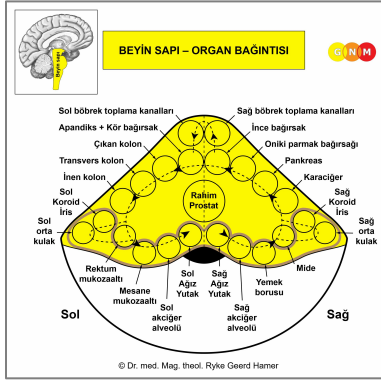 BEYİN SAPI – ORGAN BAĞINTISI
G N M
Beyin sapı
Sol böbrek toplama kanalları
Sağ böbrek toplama kanalları
Apandiks + Kör bağırsak
İnce bağırsak
Çıkan kolon
Oniki parmak bağırsağı
Transvers kolon
Pankreas
İnen kolon
Karaciğer
Sol
Koroid
İris
Rahim
Prostat
Sağ
Koroid
İris
Sol
orta
kulak
Sağ
orta
kulak
Rektum
mukozaaltı
Mesane
mukozaaltı
Sol
akciğer
alveolü
Sol
Ağız
Yutak
Sağ
Ağız
Yutak
Sağ
akciğer
alveolü
Yemek
borusu
Mide
Sol
Sağ
© Dr. med. Mag. theol. Ryke Geerd Hamer